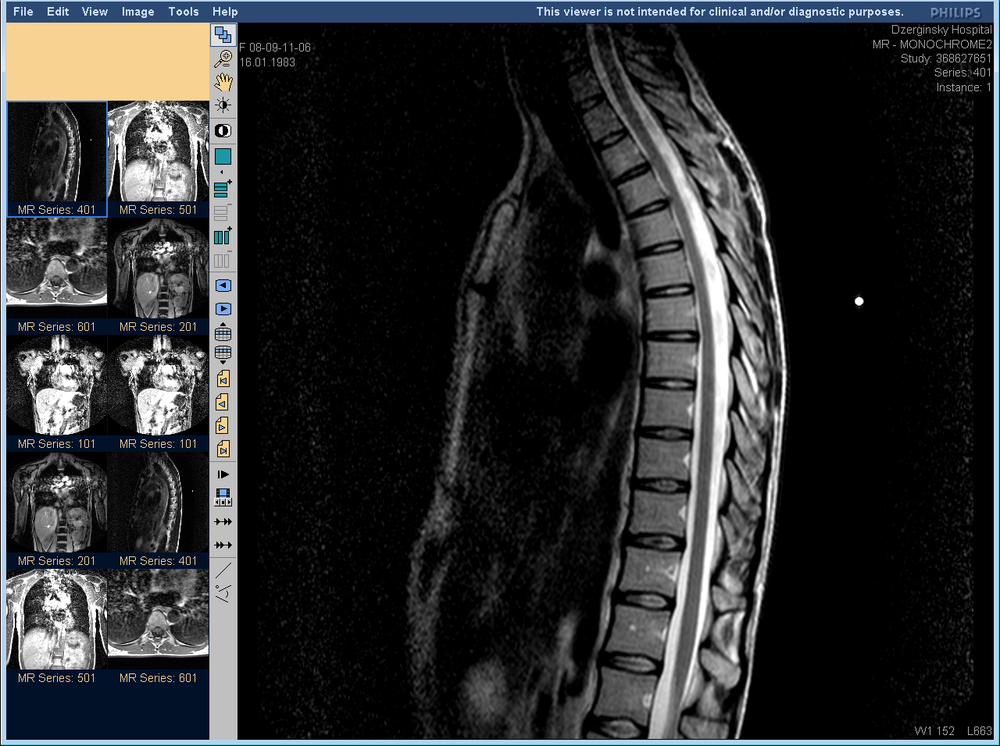 File Edit View Image Tools Help
This viewer is not intended for clinical and/or diagnostic purposes.
PHILIPS
F 08-09-11-06
16.01.1983
Dzerginsky Hospital
MR - MONOCHROME2
Study: 368627651
Series: 401
Instance: 1
MR Series: 401
MR Series: 501
MR Series: 601
MR Series: 201
MR Series: 101
MR Series: 101
MR Series: 201
MR Series: 401
MR Series: 501
MR Series: 601
W1 152 L663